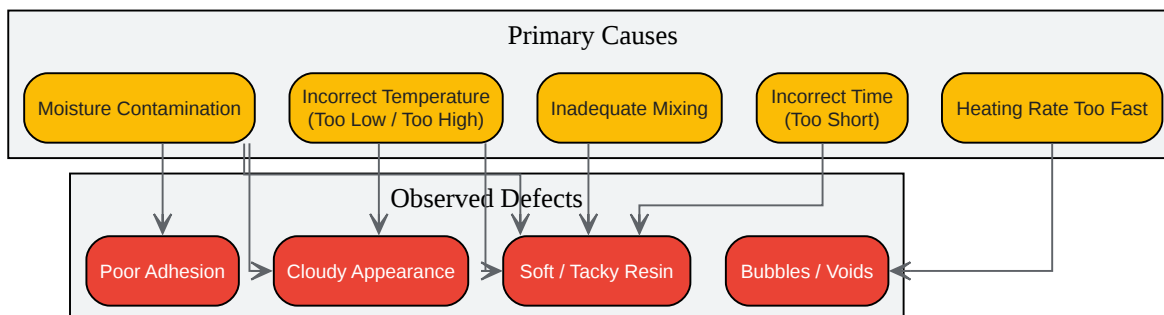 Primary Causes
Moisture Contamination
Incorrect Temperature
(Too Low / Too High)
Inadequate Mixing
Incorrect Time
(Too Short)
Heating Rate Too Fast
Observed Defects
Poor Adhesion
Cloudy Appearance
Soft / Tacky Resin
Bubbles / Voids